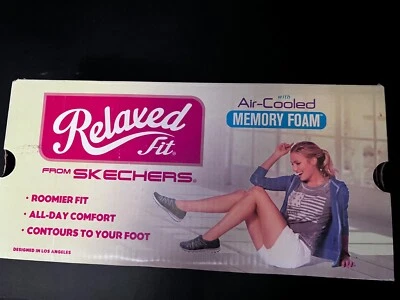 Relaxed
Fit®
FROM SKECHERS®
WITH
Air-Cooled
MEMORY FOAM™
• ROOMIER FIT
• ALL-DAY COMFORT
• CONTOURS TO YOUR FOOT
DESIGNED IN LOS ANGELES